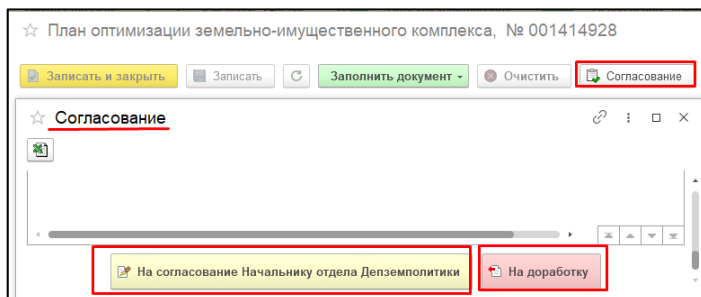 План оптимизации земельно-имущественного комплекса, № 001414928
Записать и закрыть Записать Заполнить документ Очистить Согласование
Согласование
На согласование Начальнику отдела Депземполитики На доработку